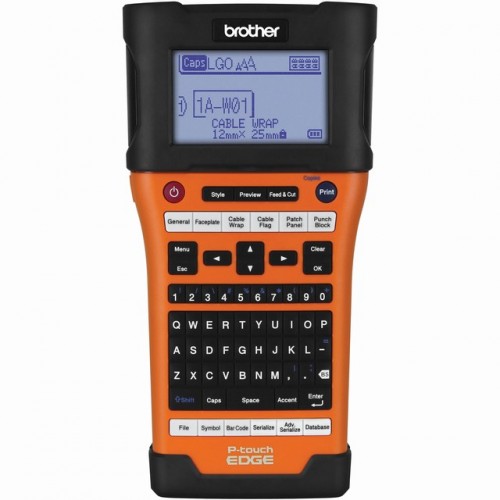 brother
Caps LGO AAA
1A-W01
CABLE WRAP
12mm× 25mm
Copies
Style Preview Feed & Cut Print
General Faceplate Cable Wrap Cable Flag Patch Panel Punch Block
Menu Clear
Esc OK
1 2 3 4 5 6 7 8 9 0
Q W E R T Y U I O P
A S D F G H J K L
Z X C V B N M , . BS
Shift Caps Space Accent Enter
File Symbol Bar Code Serialize Adv. Serialize Database
P-touch
EDGE